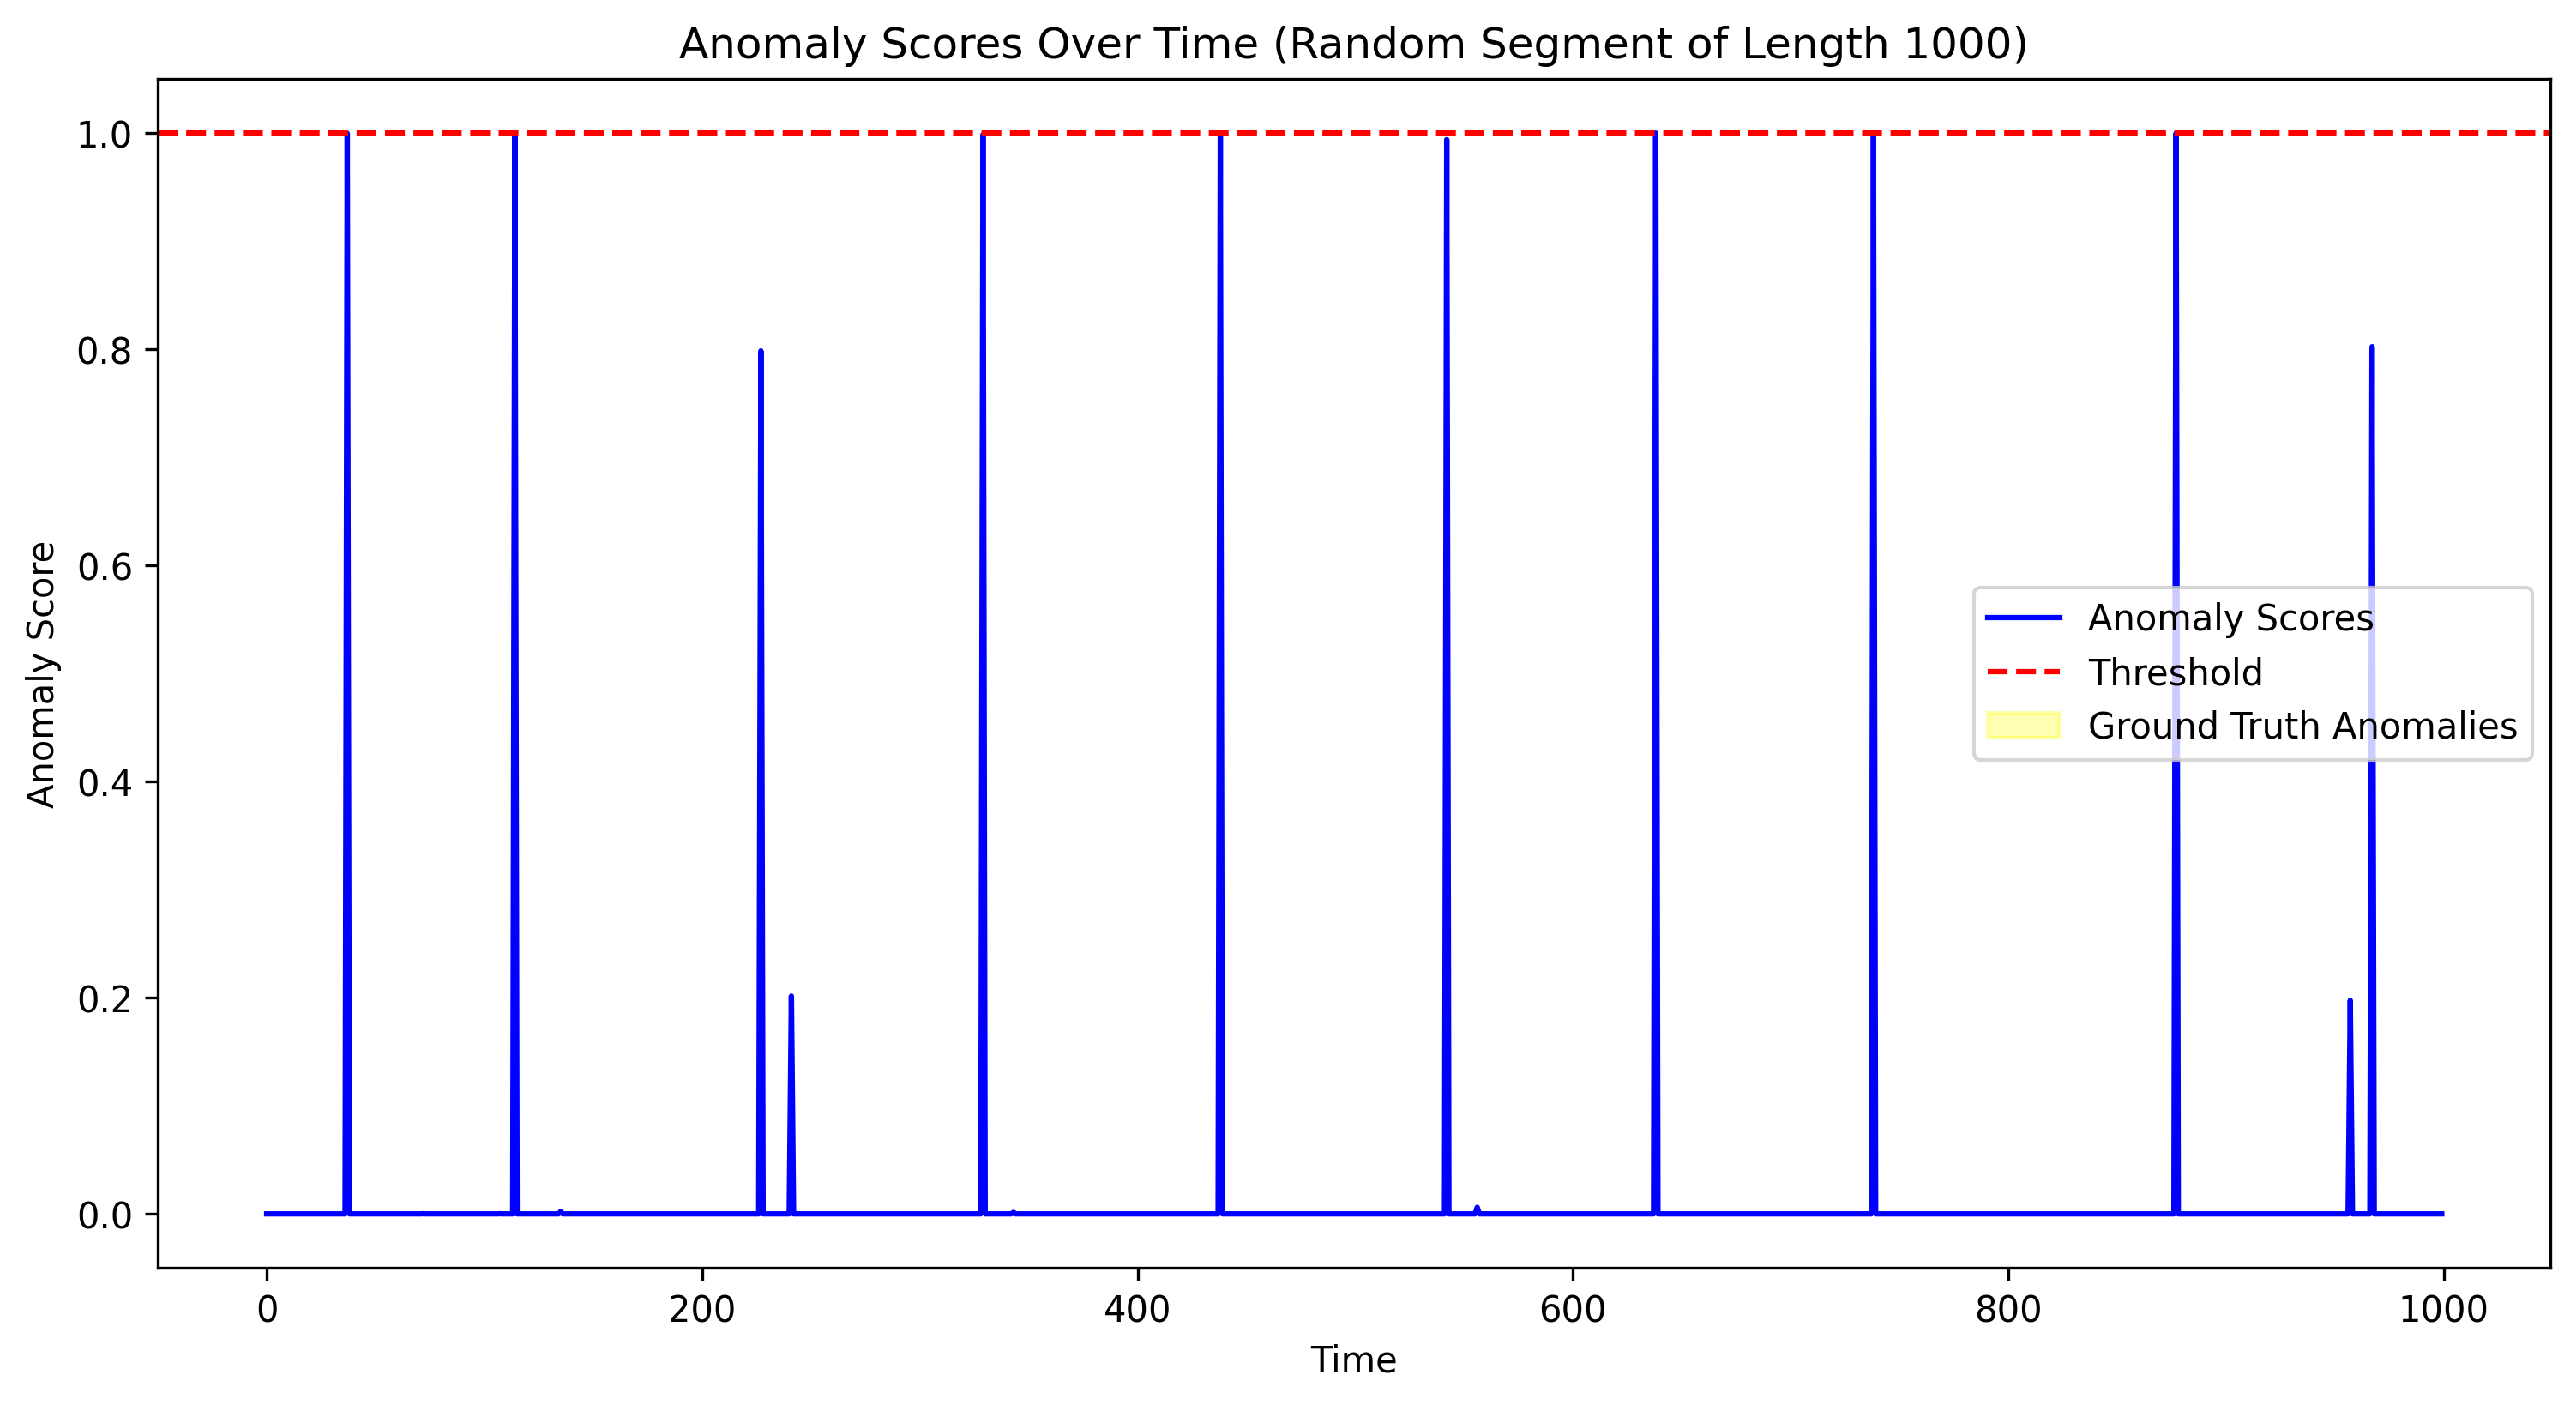 Anomaly Scores Over Time (Random Segment of Length 1000)
1.0
0.8
0.6
0.4
0.2
0.0
Anomaly Score
Anomaly Scores
Threshold
Ground Truth Anomalies
0 200 400 600 800 1000
Time